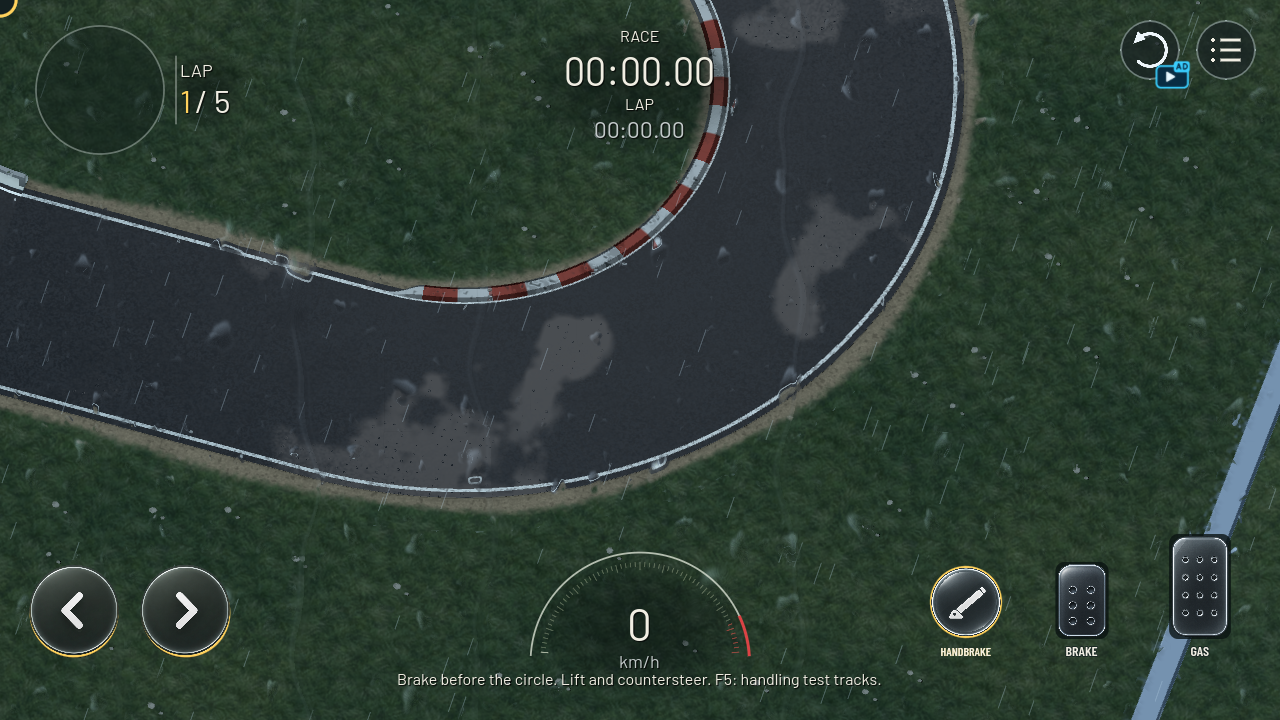 RACE
00:00.00
LAP
00:00.00
LAP
1/ 5
AD
0
km/h
HANDBRAKE
BRAKE
GAS
Brake before the circle. Lift and countersteer. F5: handling test tracks.